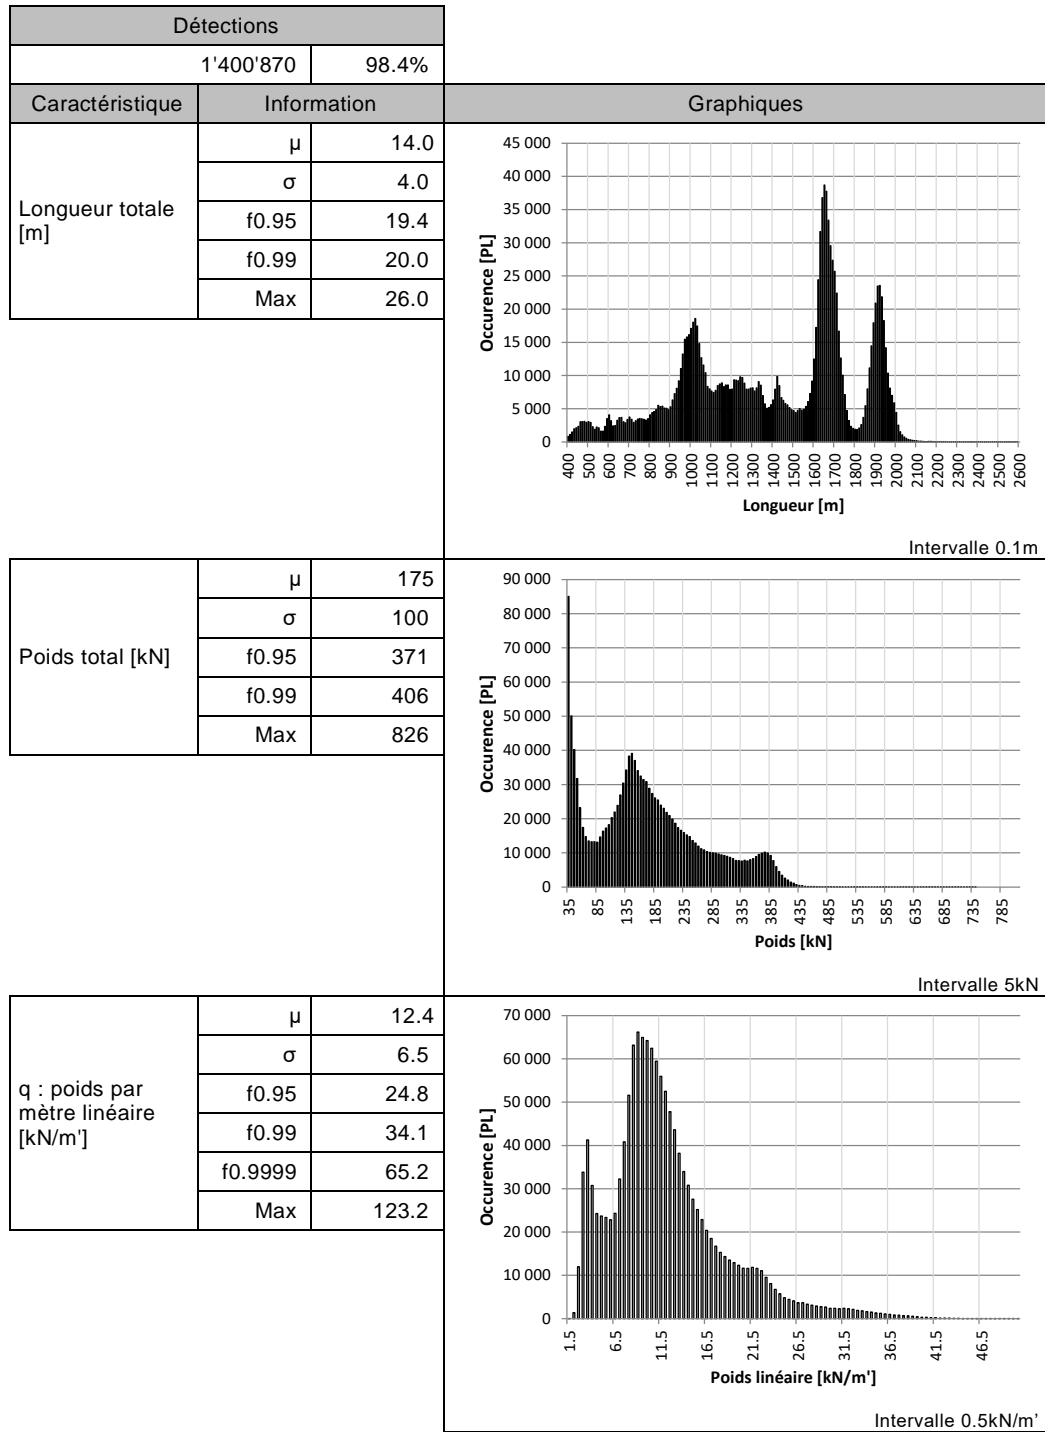 Détections
1'400'870 98.4%
Caractéristique Information Graphiques
Longueur totale [m]
μ 14.0
σ 4.0
f0.95 19.4
f0.99 20.0
Max 26.0
45 000
40 000
35 000
30 000
25 000
20 000
15 000
10 000
5 000
0
Occurence [PL]
400 500 600 700 800 900 1000 1100 1200 1300 1400 1500 1600 1700 1800 1900 2000 2100 2200 2300 2400 2500 2600
Longueur [m]
Intervalle 0.1m
Poids total [kN]
μ 175
σ 100
f0.95 371
f0.99 406
Max 826
90 000
80 000
70 000
60 000
50 000
40 000
30 000
20 000
10 000
0
Occurence [PL]
35 85 135 185 235 285 335 385 435 485 535 585 635 685 735 785
Poids [kN]
Intervalle 5kN
q : poids par
mètre linéaire
[kN/m']
μ 12.4
σ 6.5
f0.95 24.8
f0.99 34.1
f0.9999 65.2
Max 123.2
70 000
60 000
50 000
40 000
30 000
20 000
10 000
0
Occurence [PL]
1.5 6.5 11.5 16.5 21.5 26.5 31.5 36.5 41.5 46.5
Poids linéaire [kN/m']
Intervalle 0.5kN/m’